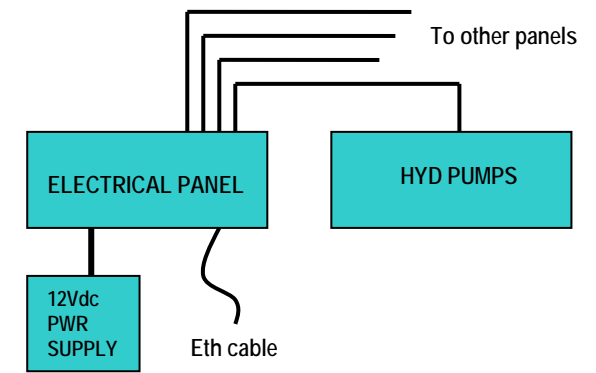 To other panels
ELECTRICAL PANEL
HYD PUMPS
12Vdc
PWR
SUPPLY
Eth cable